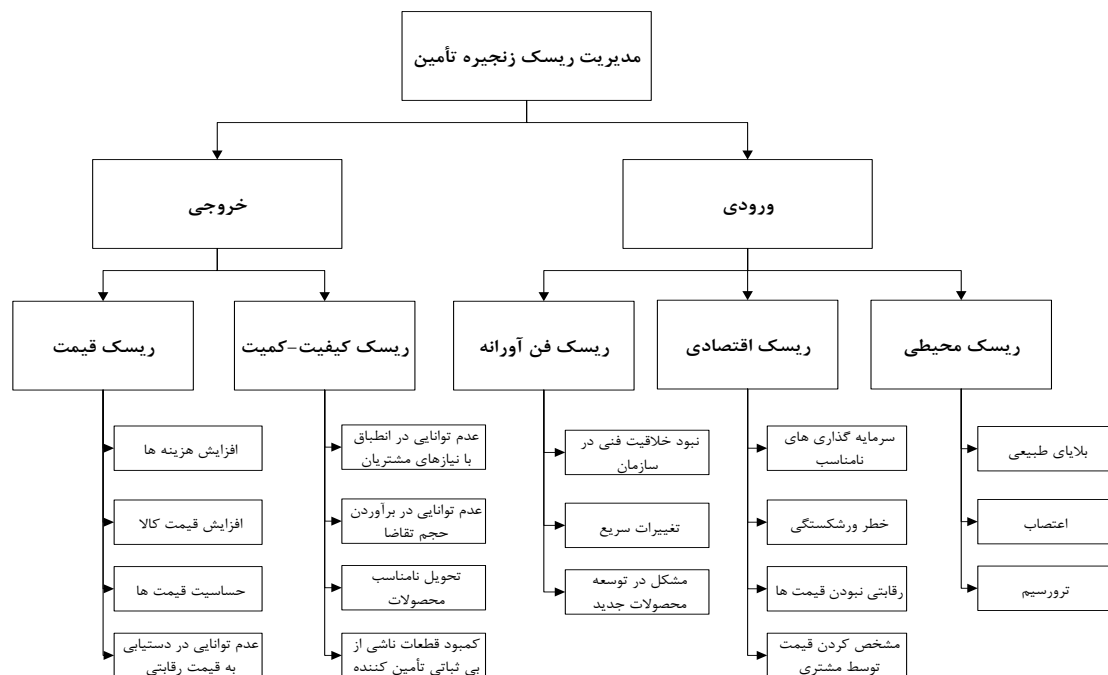 مدیریت ریسک زنجیره تأمین
ورودی
خروجی
ریسک محیطی
ریسک اقتصادی
ریسک فن آورانه
ریسک کیفیت-کمیت
ریسک قیمت
بلایای طبیعی
اعتصاب
ترورسیم
سرمایه گذاری های
نامناسب
خطر ورشکستگی
رقابتی نبودن قیمت ها
مشخص کردن قیمت
توسط مشتری
نبود خلاقیت فنی در
سازمان
تغییرات سریع
مشکل در توسعه
محصولات جدید
عدم توانایی در انطباق
با نیازهای مشتریان
عدم توانایی در برآوردن
حجم تقاضا
تحویل نامناسب
محصولات
کمبود قطعات ناشی از
بی ثباتی تأمین کننده
افزایش هزینه ها
افزایش قیمت کالا
حساسیت قیمت ها
عدم توانایی در دستیابی
به قیمت رقابتی